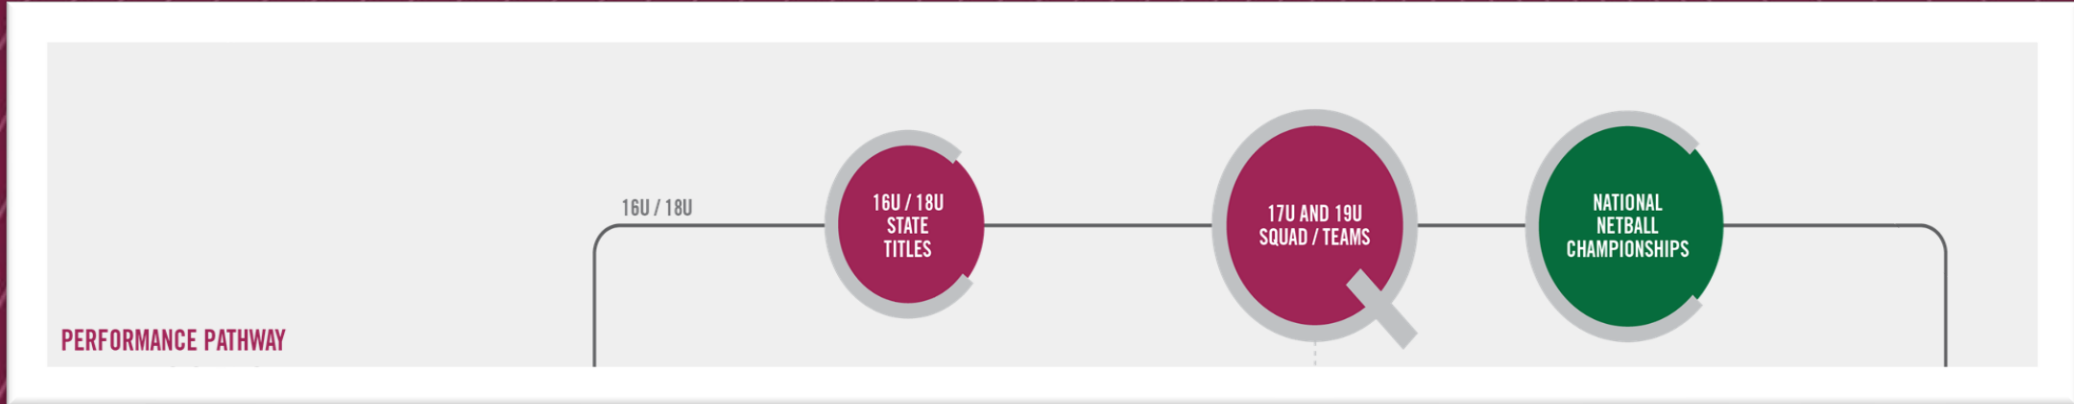 16U / 18U
16U / 18U
STATE
TITLES
17U AND 19U
SQUAD / TEAMS
NATIONAL
NETBALL
CHAMPIONSHIPS
PERFORMANCE PATHWAY